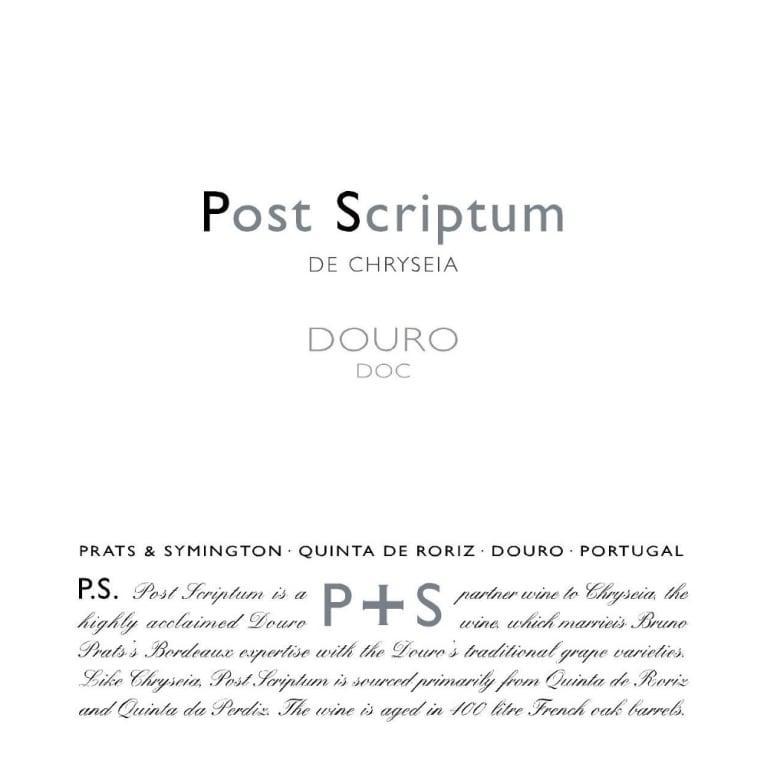 Post Scriptum
DE CHRYSEIA
DOURO
DOC
PRATS & SYMINGTON · QUINTA DE RORIZ · DOURO · PORTUGAL
P.S. Post Scriptum is a P+S partner wine to Chryseia, the
highly acclaimed Douro wine, which marrieis Bruno
Prats's Bordeaux expertise with the Douro's traditional grape varieties.
Like Chryseia, Post Scriptum is sourced primarily from Quinta de Roriz
and Quinta da Perdiz. The wine is aged in 400 litre French oak barrels.